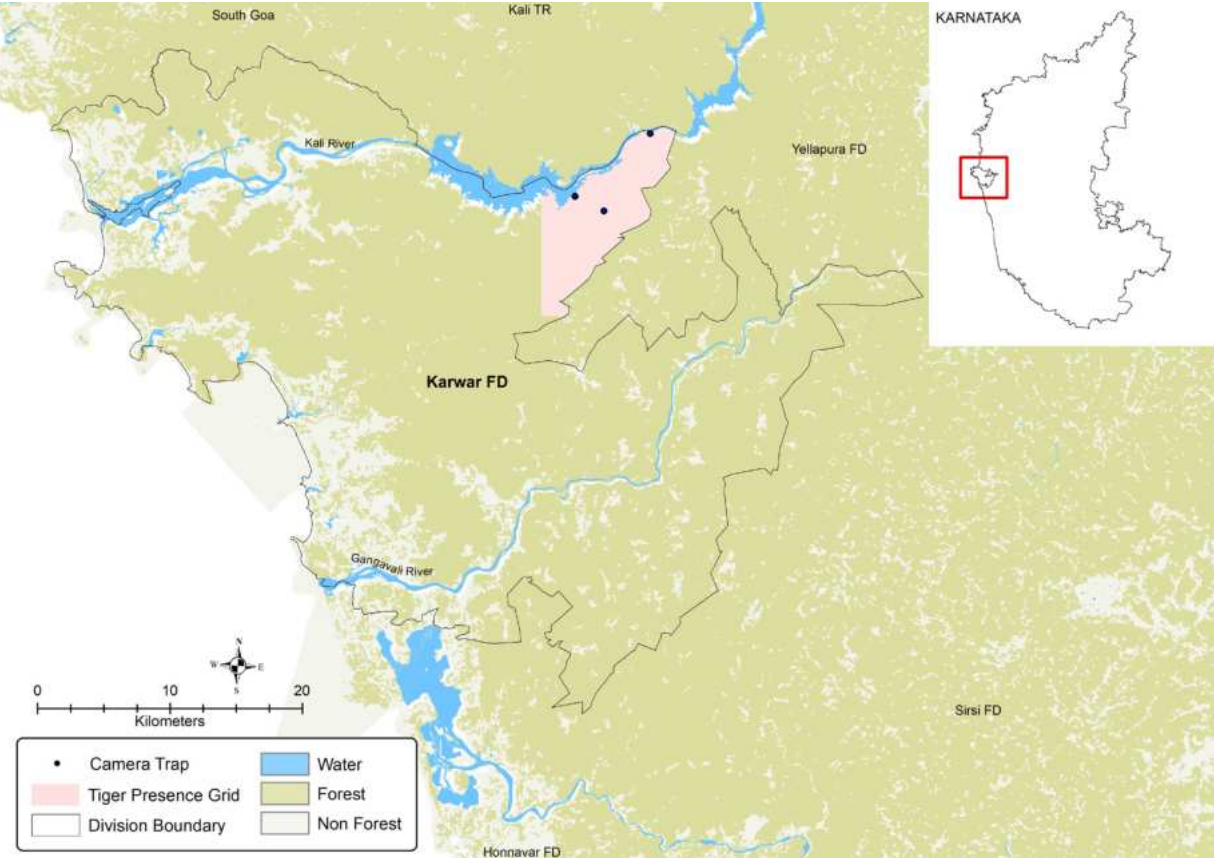 South Goa
Kali TR
KARNATAKA
Kali River
Yellapura FD
Karwar FD
Gangavali River
N
W
E
S
0
10
20
Kilometers
Sirsi FD
Camera Trap
Water
Tiger Presence Grid
Forest
Division Boundary
Non Forest
Honnavar FD